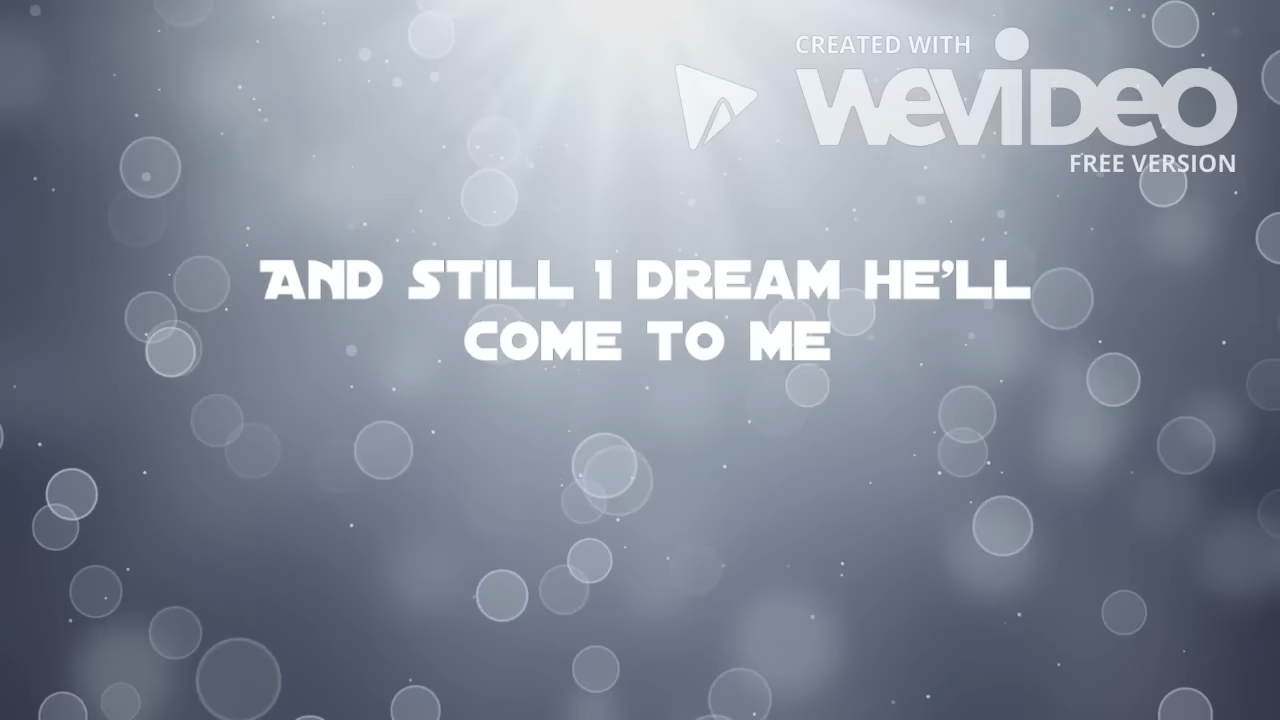 CREATED WITH
WEVIDEO
FREE VERSION
AND STILL I DREAM HE'LL
COME TO ME